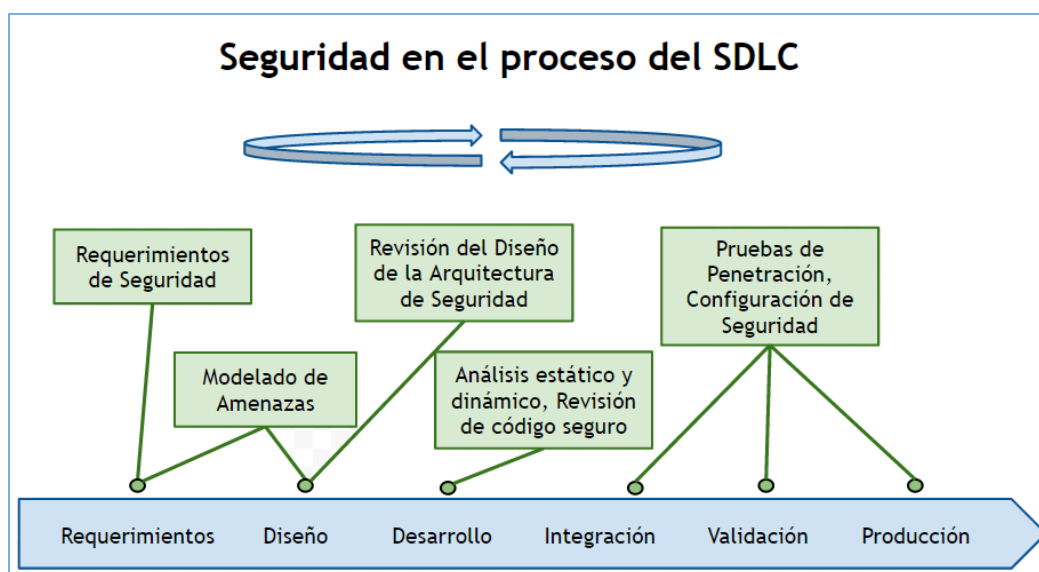 Seguridad en el proceso del SDLC
Requerimientos
de Seguridad
Revisión del Diseño
de la Arquitectura
de Seguridad
Pruebas de
Penetración,
Configuración de
Seguridad
Modelado de
Amenazas
Análisis estático y
dinámico, Revisión
de código seguro
Requerimientos
Diseño
Desarrollo
Integración
Validación
Producción